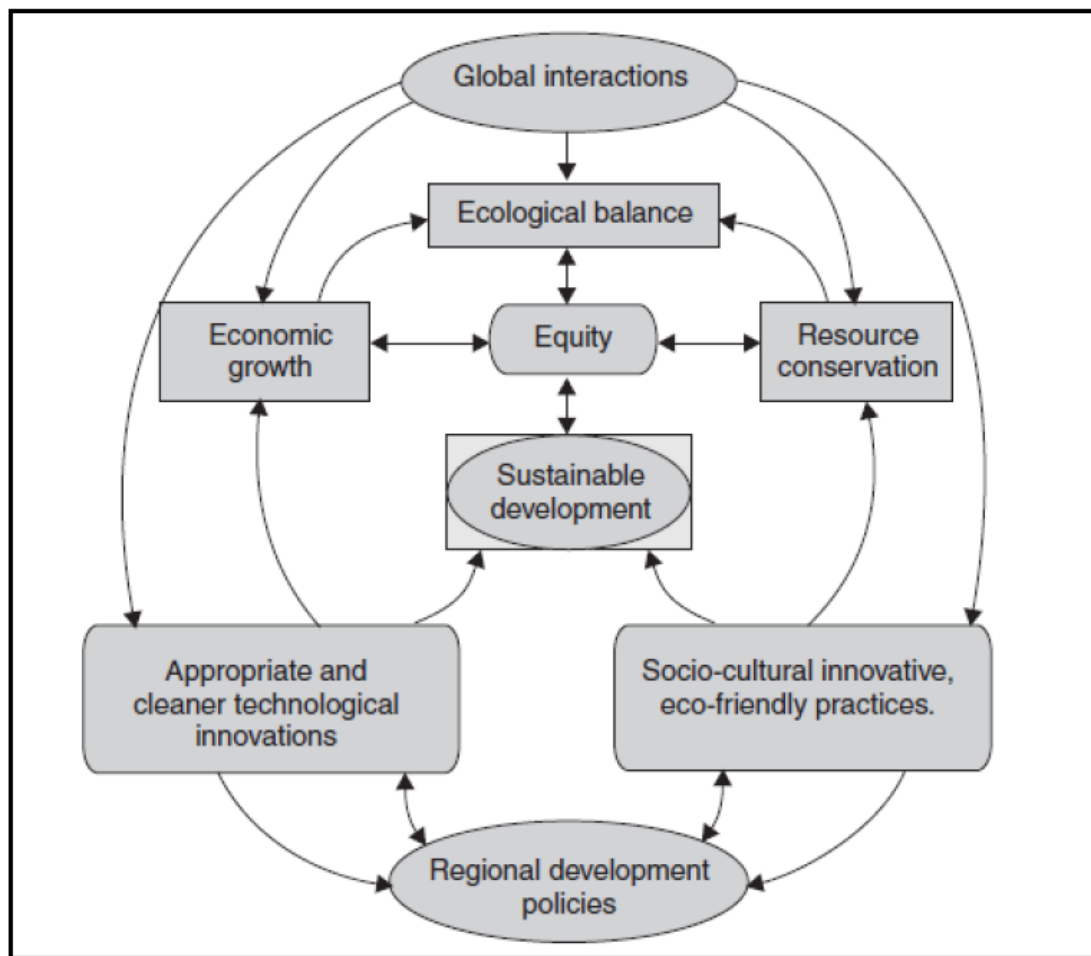 Global interactions
Ecological balance
Economic
growth
Equity
Resource
conservation
Sustainable
development
Appropriate and
cleaner technological
innovations
Socio-cultural innovative,
eco-friendly practices.
Regional development
policies